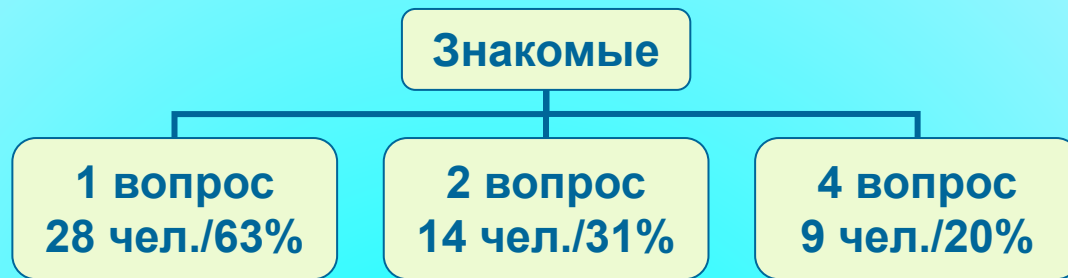 Знакомые
1 вопрос
28 чел./63%
2 вопрос
14 чел./31%
4 вопрос
9 чел./20%